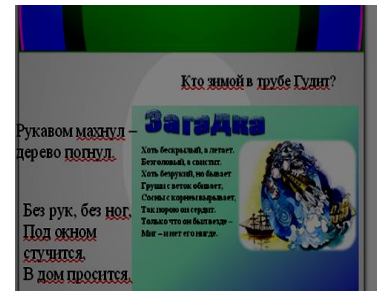 Кто зимой в трубе Гудит?
Рукавом махнул –
дерево погнул.
Загадка
Хоть бескрылый, а летает.
Безголовый, а свистит.
Хоть безрукий, но бывает
Груши с веток обивает,
Сосны с корнем вырывает,
Так порою он сердит.
Только что он был везде –
Миг – и нет его нигде.
Без рук, без ног,
Под окном
стучится,
В дом просится.